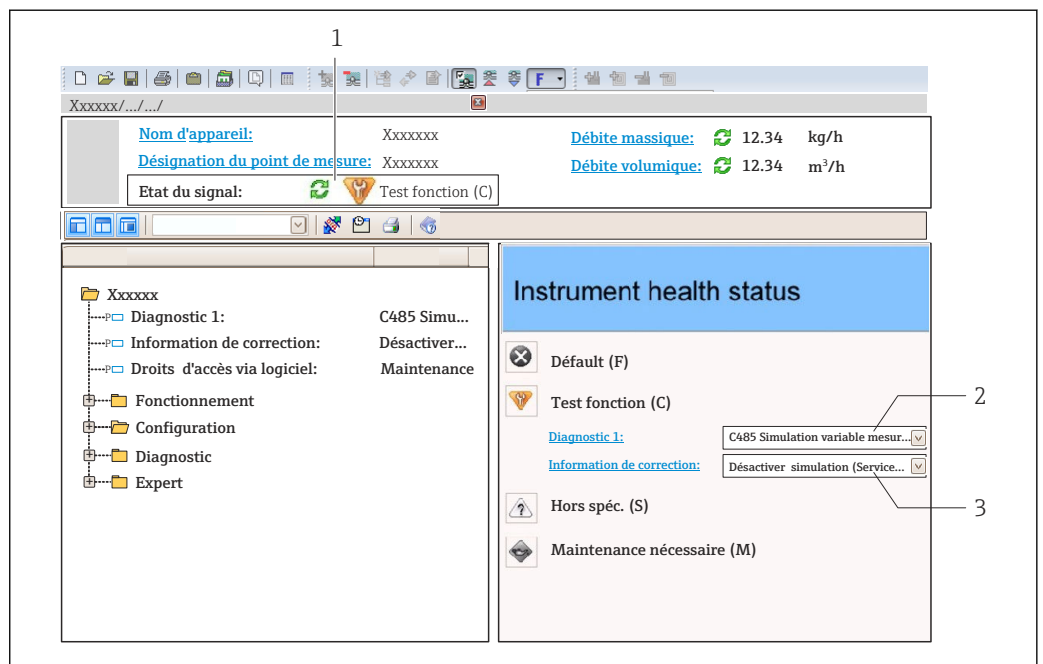 1
F
Xxxxxx/.../.../
Nom d'appareil: Xxxxxxx Débite massique: 12.34 kg/h
Désignation du point de mesure: Xxxxxxx Débite volumique: 12.34 m³/h
Etat du signal: Test fonction (C)
Xxxxxx
P Diagnostic 1: C485 Simu...
P Information de correction: Désactiver...
P Droits d'accès via logiciel: Maintenance
Fonctionnement
Configuration
Diagnostic
Expert
Instrument health status
Défault (F)
Test fonction (C)
2
Diagnostic 1: C485 Simulation variable mesur...
Information de correction: Désactiver simulation (Service...
3
Hors spéc. (S)
Maintenance nécessaire (M)